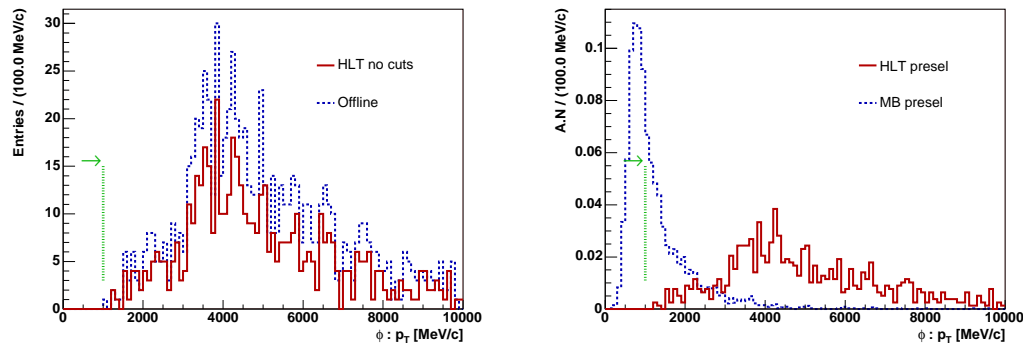 Entries / (100.0 MeV/c)
30
25
20
15
10
5
0
HLT no cuts
Offline
0 2000 4000 6000 8000 10000
ϕ : pT [MeV/c]
A.N / (100.0 MeV/c)
0.1
0.08
0.06
0.04
0.02
0
HLT presel
MB presel
0 2000 4000 6000 8000 10000
ϕ : pT [MeV/c]